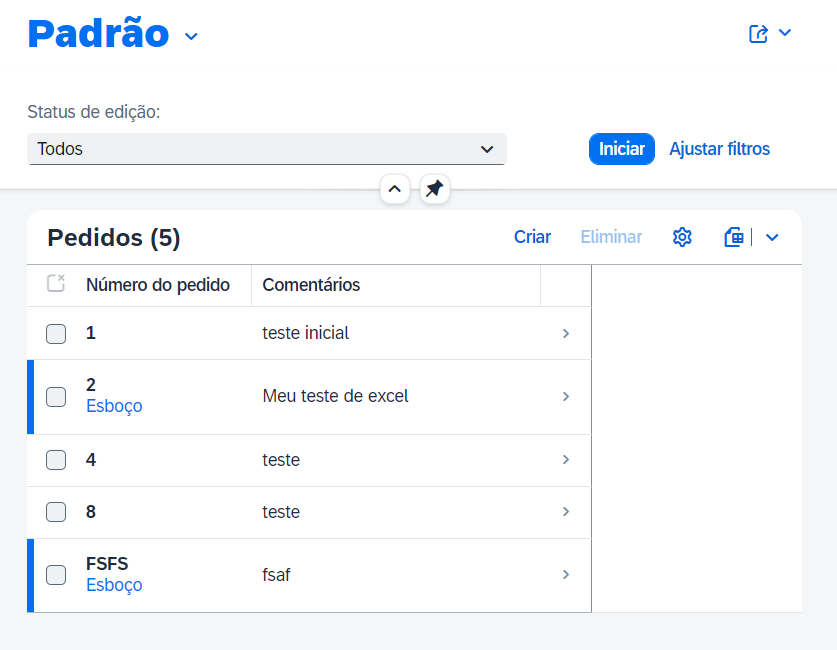 Padrão
Status de edição:
Todos
Iniciar
Ajustar filtros
Pedidos (5)
Criar
Eliminar
Número do pedido
Comentários
1
teste inicial
2
Esboço
Meu teste de excel
4
teste
8
teste
FSFS
Esboço
fsaf